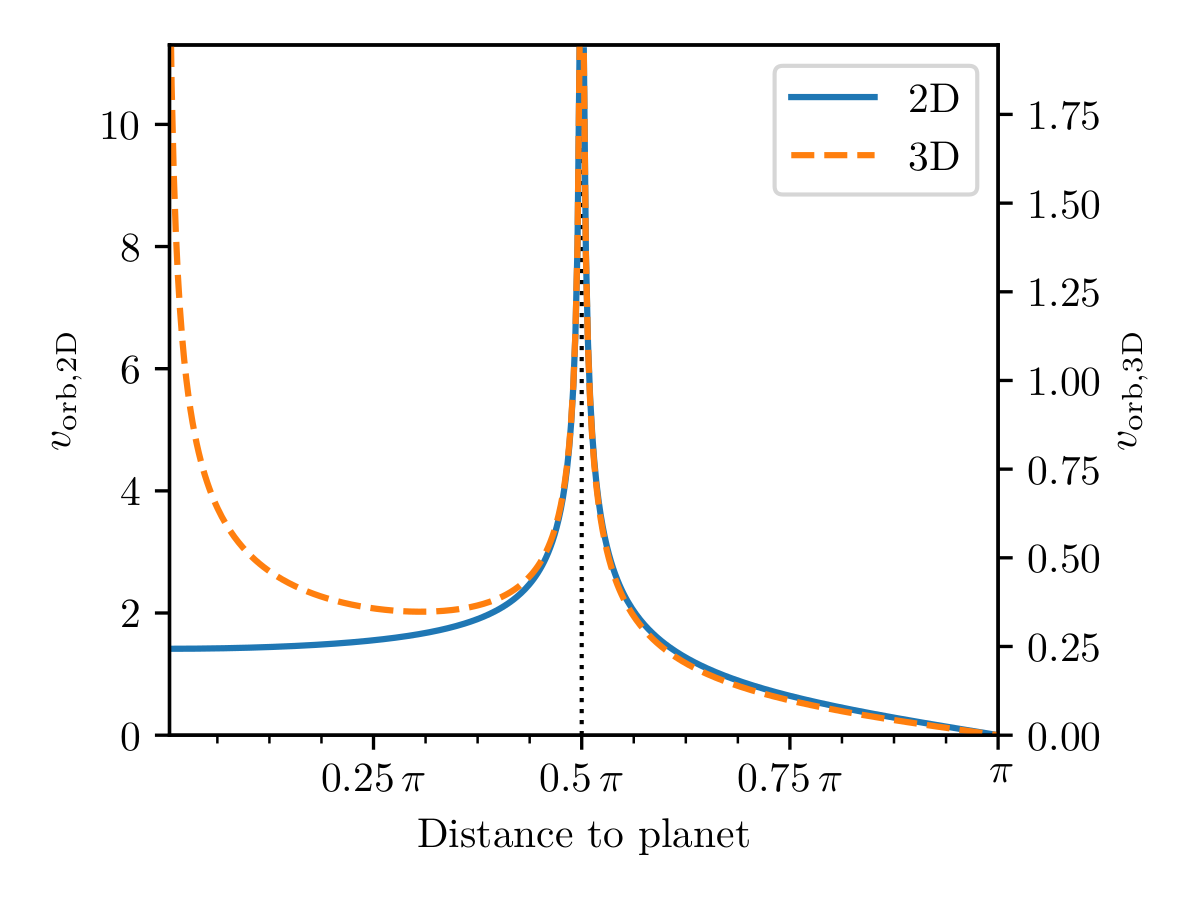 2D
3D
10
8
6
4
2
0
v_orb,2D
1.75
1.50
1.25
1.00
0.75
0.50
0.25
0.00
v_orb,3D
0.25 π
0.5 π
0.75 π
π
Distance to planet